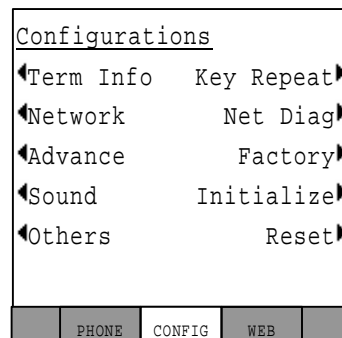 Configurations
Term Info Key Repeat
Network Net Diag
Advance Factory
Sound Initialize
Others Reset
PHONE CONFIG WEB